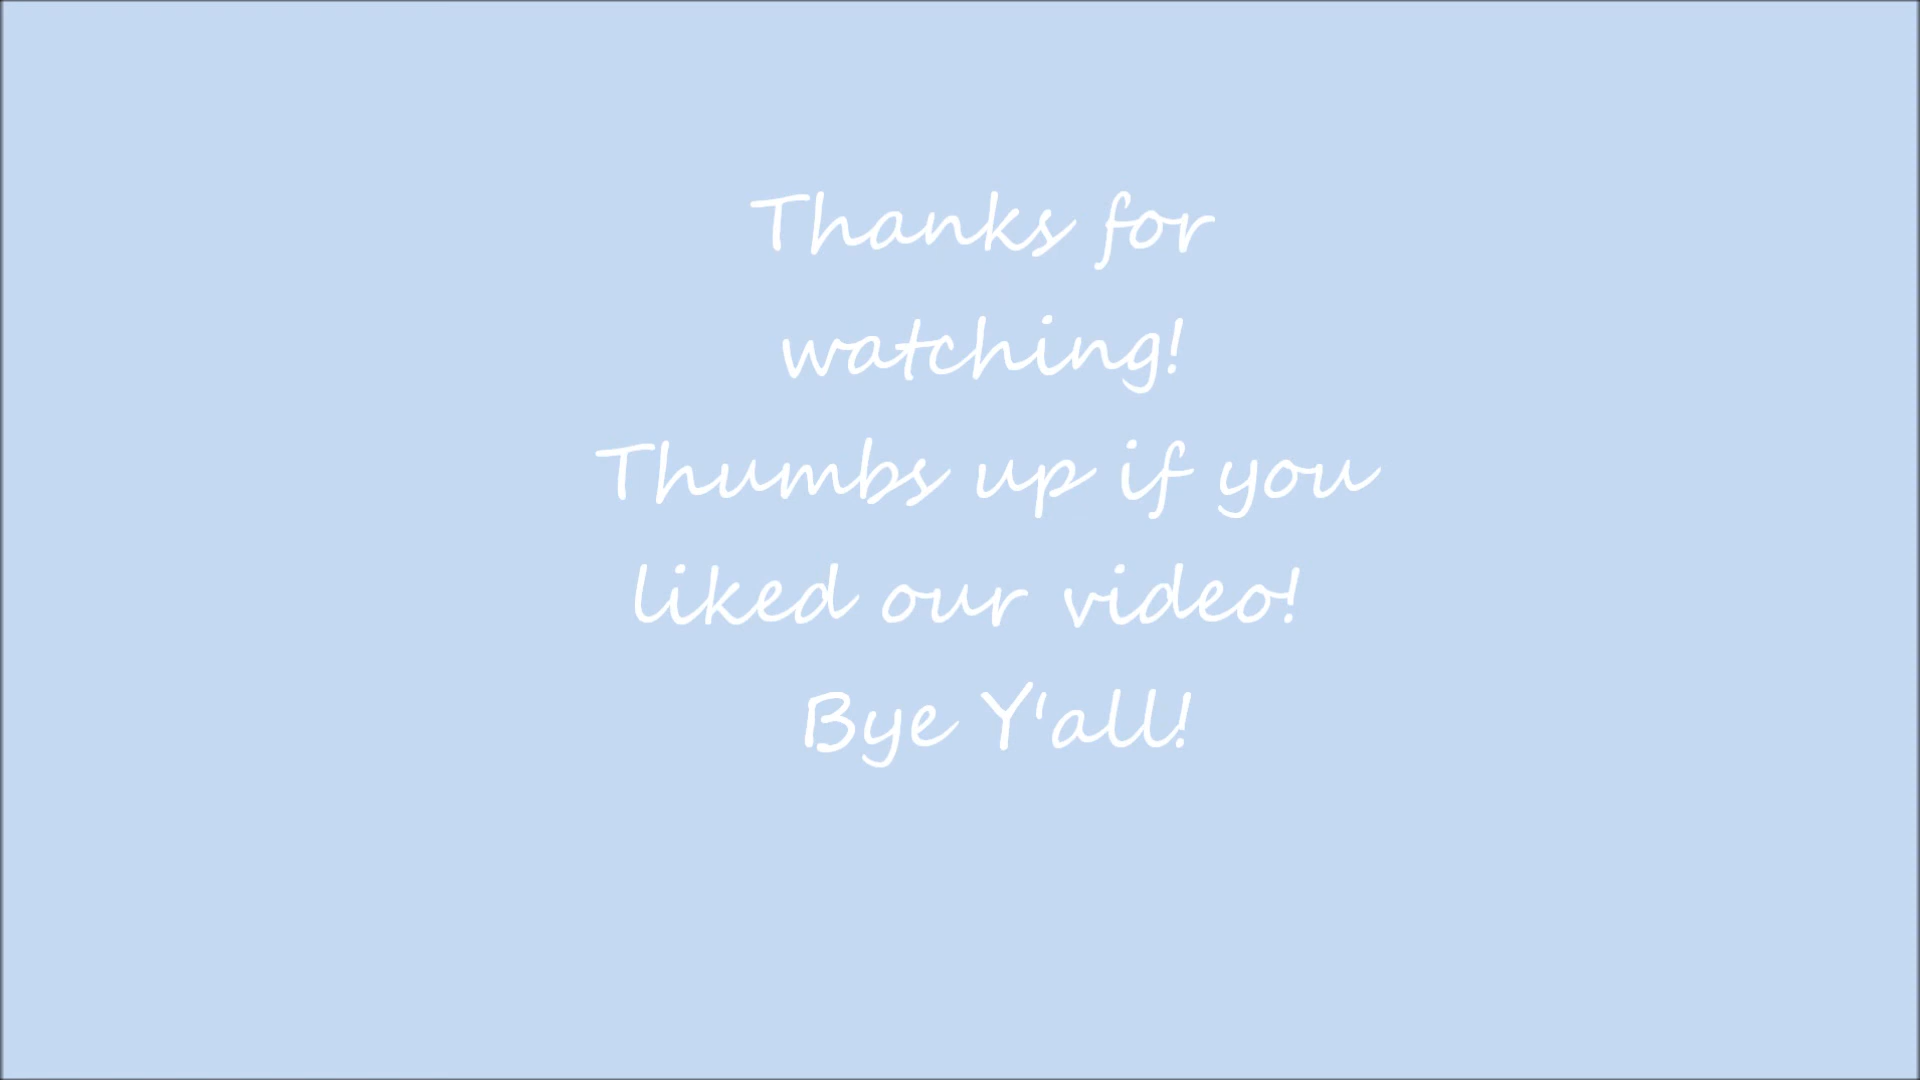 Thanks for
watching!
Thumbs up if you
liked our video!
Bye Y'all!